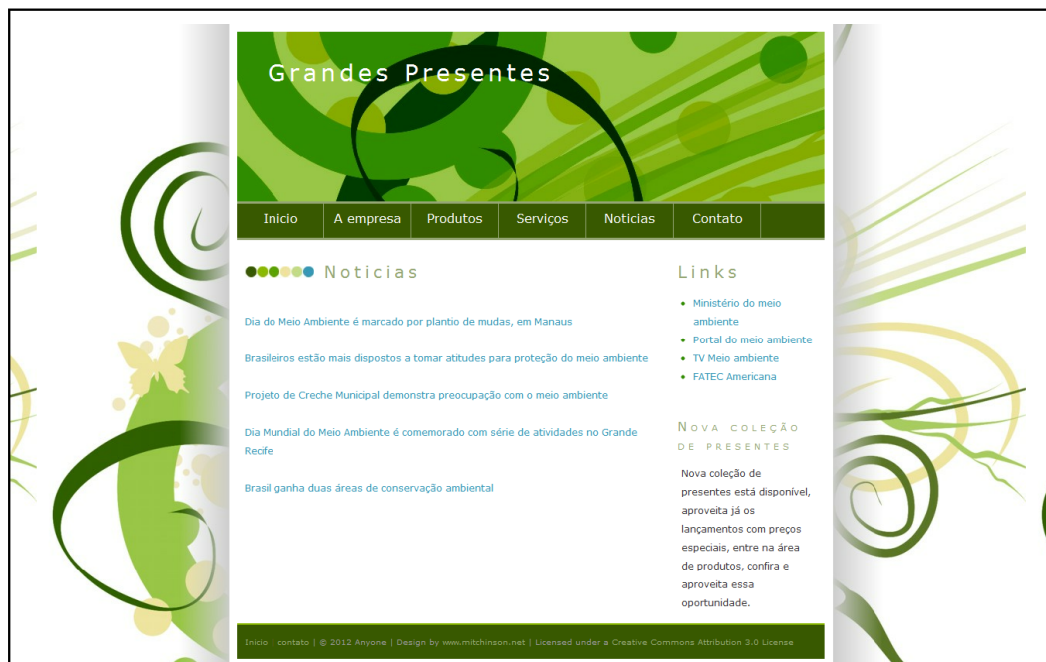 Grandes Presentes
Inicio A empresa Produtos Serviços Noticias Contato
Noticias
Dia do Meio Ambiente é marcado por plantio de mudas, em Manaus
Brasileiros estão mais dispostos a tomar atitudes para proteção do meio ambiente
Projeto de Creche Municipal demonstra preocupação com o meio ambiente
Dia Mundial do Meio Ambiente é comemorado com série de atividades no Grande
Recife
Brasil ganha duas áreas de conservação ambiental
Links
Ministério do meio
ambiente
Portal do meio ambiente
TV Meio ambiente
FATEC Americana
Nova coleção
de presentes
Nova coleção de
presentes está disponível,
aproveita já os
lançamentos com preços
especiais, entre na área
de produtos, confira e
aproveita essa
oportunidade.
Inicio contato | © 2012 Anyone | Design by www.mitchinson.net | Licensed under a Creative Commons Attribution 3.0 License